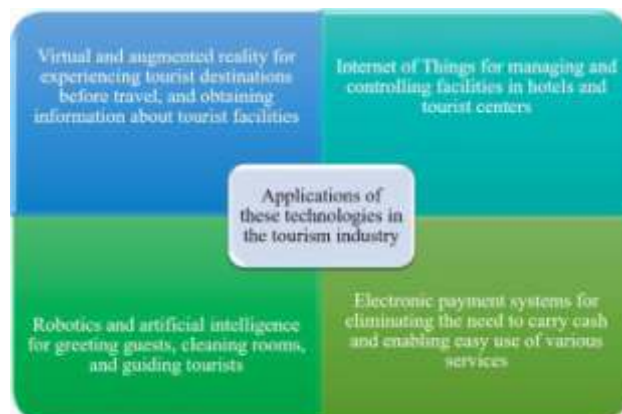 Virtual and augmented reality for
experiencing tourist destinations
before travel, and obtaining
information about tourist facilities
Internet of Things for managing and
controlling facilities in hotels and
tourist centers
Applications of
these technologies in
the tourism industry
Robotics and artificial intelligence
for greeting guests, cleaning rooms,
and guiding tourists
Electronic payment systems for
eliminating the need to carry cash
and enabling easy use of various
services